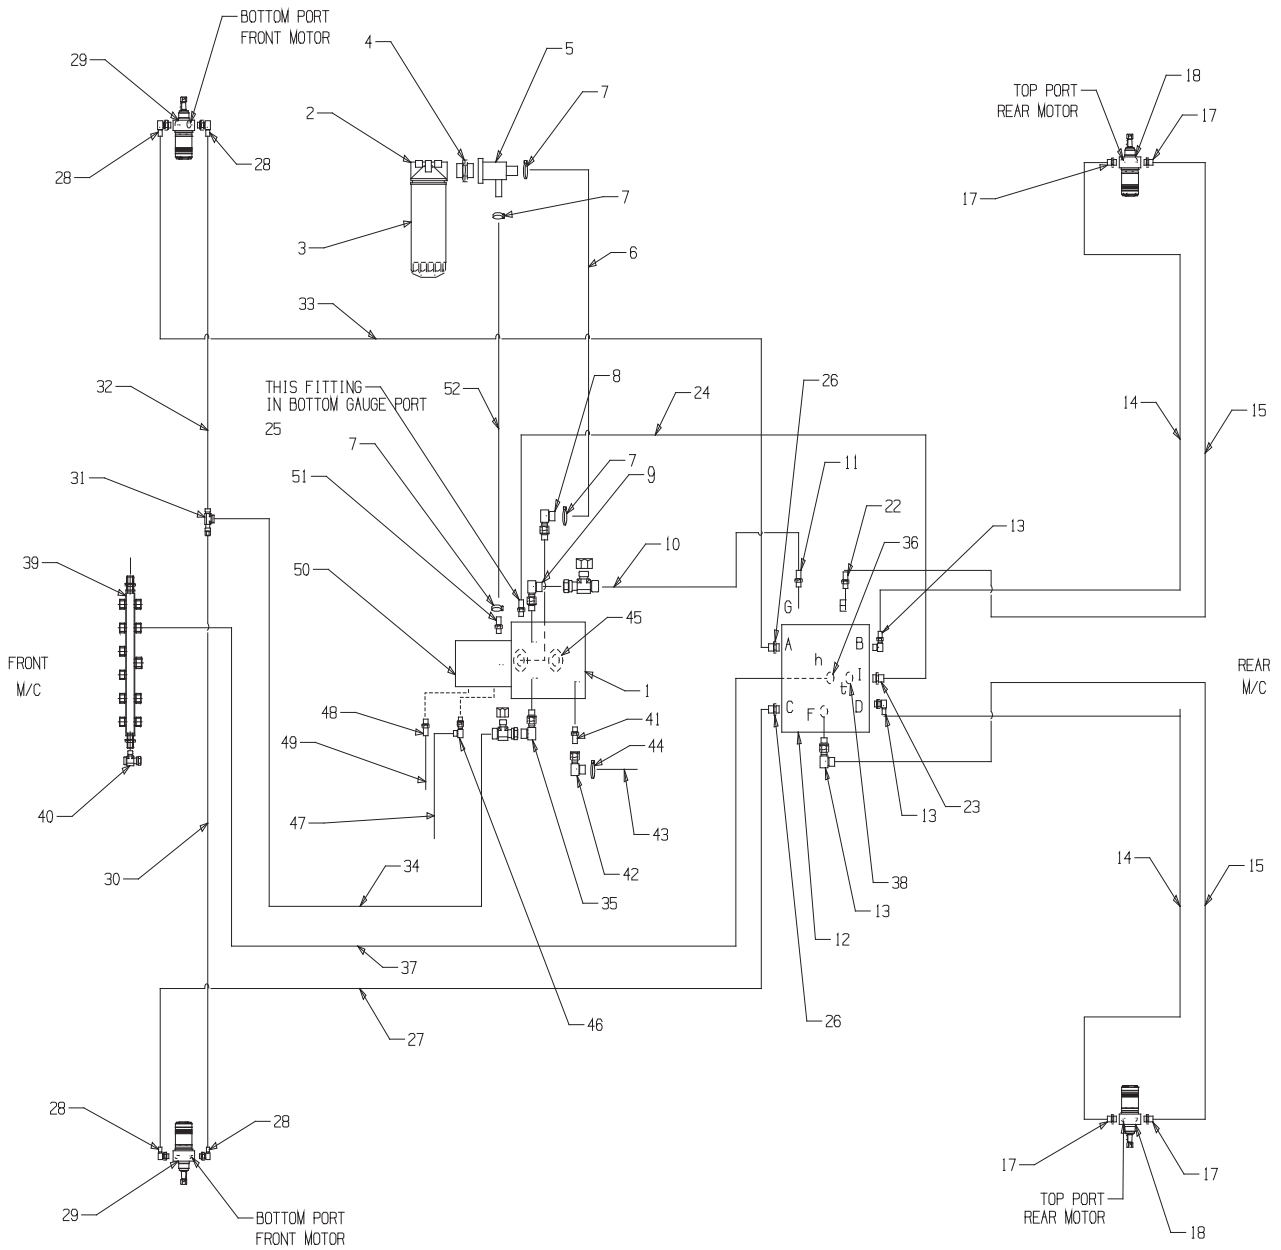 BOTTOM PORT
FRONT MOTOR
29
4
5
7
2
28
28
TOP PORT
REAR MOTOR
18
17
17
7
3
6
33
32
THIS FITTING
IN BOTTOM GAUGE PORT
25
52
8
24
26
14
15
7
51
7
9
11
22
31
10
36
13
39
50
G
E
45
FRONT
M/C
A
B
h
I
t
REAR
M/C
1
48
49
41
44
C
D
F
40
47
43
23
13
30
34
42
35
38
14
15
13
12
37
27
46
26
28
28
17
17
29
BOTTOM PORT
FRONT MOTOR
TOP PORT
REAR MOTOR
18